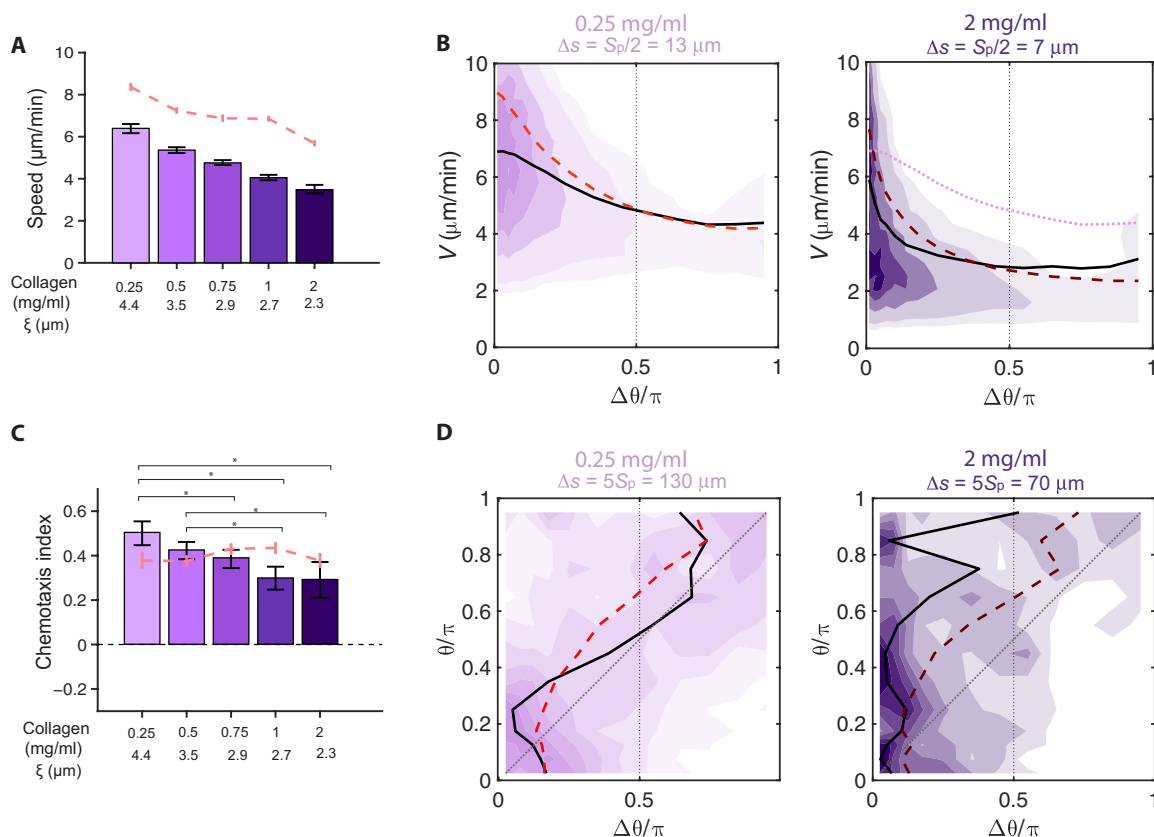 A
10
8
6
4
2
0
Speed (μm/min)
Collagen
(mg/ml)
ξ (μm)
0.25 0.5 0.75 1 2
4.4 3.5 2.9 2.7 2.3
B
0.25 mg/ml
Δs = Sp/2 = 13 μm
10
8
6
4
2
0
V (μm/min)
0 0.5 1
Δθ/π
2 mg/ml
Δs = Sp/2 = 7 μm
10
8
6
4
2
0
V (μm/min)
0 0.5 1
Δθ/π
C
*
*
*
*
*
0.6
0.4
0.2
0
−0.2
Chemotaxis index
Collagen
(mg/ml)
ξ (μm)
0.25 0.5 0.75 1 2
4.4 3.5 2.9 2.7 2.3
D
0.25 mg/ml
Δs = 5Sp = 130 μm
1
0.8
0.6
0.4
0.2
0
θ/π
0 0.5 1
Δθ/π
2 mg/ml
Δs = 5Sp = 70 μm
1
0.8
0.6
0.4
0.2
0
θ/π
0 0.5 1
Δθ/π